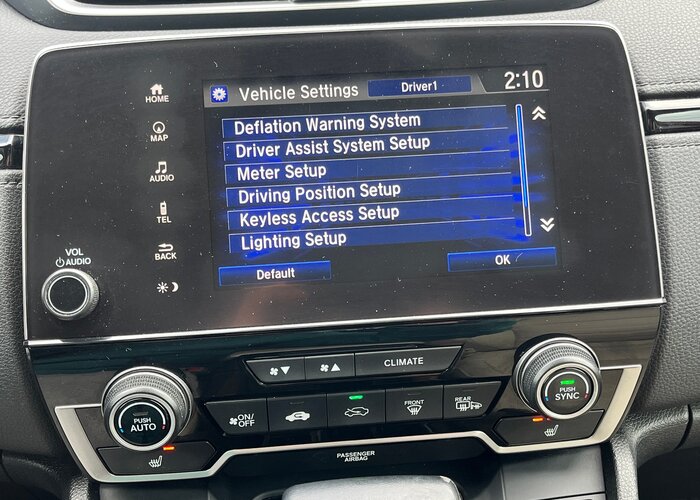 Vehicle Settings Driver1 2:10
HOME
Deflation Warning System
MAP
Driver Assist System Setup
AUDIO
Meter Setup
Driving Position Setup
TEL
Keyless Access Setup
BACK
Lighting Setup
VOL
AUDIO
Default OK
CLIMATE
ON/
OFF
FRONT
REAR
PUSH
AUTO
PUSH
SYNC
PASSENGER
AIRBAG